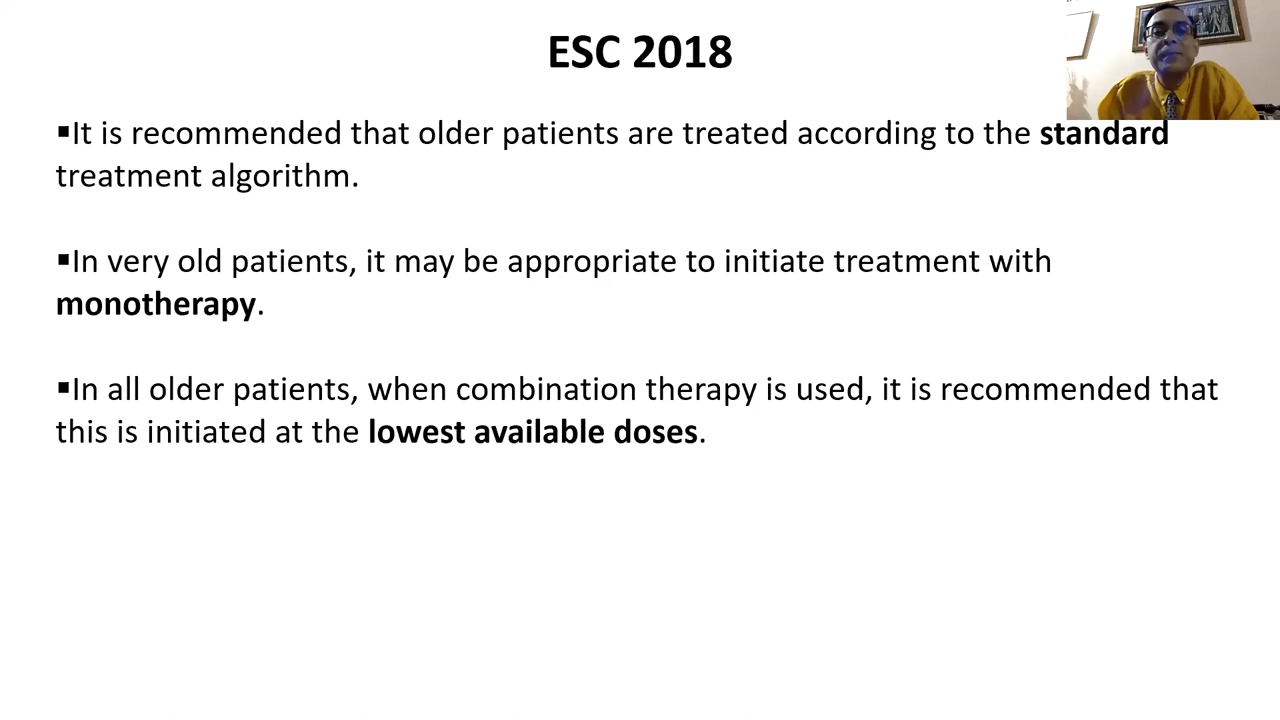 ESC 2018
▪It is recommended that older patients are treated according to the standard
treatment algorithm.
▪In very old patients, it may be appropriate to initiate treatment with
monotherapy.
▪In all older patients, when combination therapy is used, it is recommended that
this is initiated at the lowest available doses.